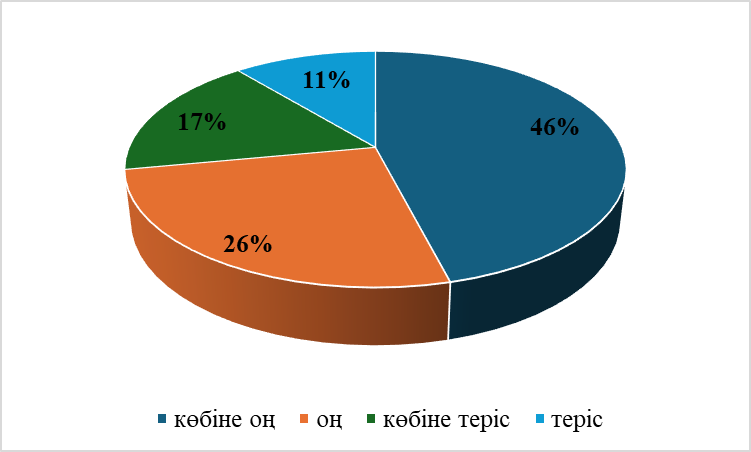 11%
17%
46%
26%
көбіне оң оң көбіне теріс теріс